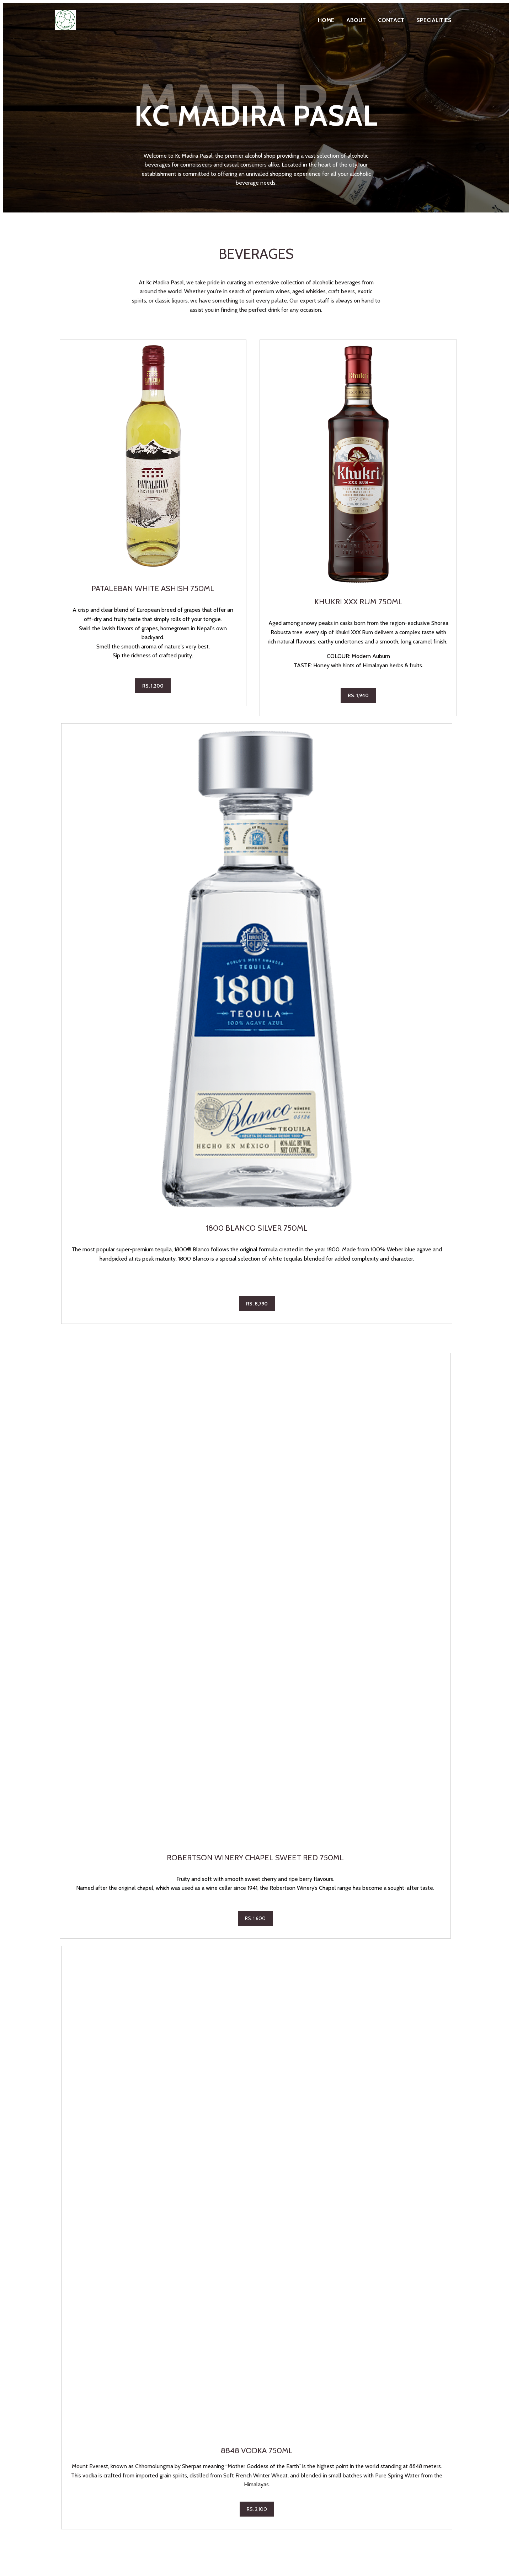 HOME ABOUT CONTACT SPECIALITIES
MADIRA
KC MADIRA PASAL
Welcome to Kc Madira Pasal, the premier alcohol shop providing a vast selection of alcoholic
beverages for connoisseurs and casual consumers alike. Located in the heart of the city, our
establishment is committed to offering an unrivaled shopping experience for all your alcoholic
beverage needs.
BEVERAGES
At Kc Madira Pasal, we take pride in curating an extensive collection of alcoholic beverages from
around the world. Whether you're in search of premium wines, aged whiskies, craft beers, exotic
spirits, or classic liquors, we have something to suit every palate. Our expert staff is always on hand to
assist you in finding the perfect drink for any occasion.
PATALEBAN
PATALEBAN WHITE ASHISH 750ML
A crisp and clear blend of European breed of grapes that offer an
off-dry and fruity taste that simply rolls off your tongue.
Swirl the lavish flavors of grapes, homegrown in Nepal's own
backyard.
Smell the smooth aroma of nature's very best.
Sip the richness of crafted purity.
RS. 1,200
Khukri
XXX RUM
KHUKRI XXX RUM 750ML
Aged among snowy peaks in casks born from the region-exclusive Shorea
Robusta tree, every sip of Khukri XXX Rum delivers a complex taste with
rich natural flavours, earthy undertones and a smooth, long caramel finish.
COLOUR: Modern Auburn
TASTE: Honey with hints of Himalayan herbs & fruits.
RS. 1,940
1800
WORLD'S MOST AWARDED
TEQUILA
1800
TEQUILA
100% AGAVE AZUL
Blanco
TEQUILA
HECHO EN MÉXICO
40% ALC. BY VOL.
1800 BLANCO SILVER 750ML
The most popular super-premium tequila, 1800® Blanco follows the original formula created in the year 1800. Made from 100% Weber blue agave and
handpicked at its peak maturity, 1800 Blanco is a special selection of white tequilas blended for added complexity and character.
RS. 8,790
ROBERTSON WINERY CHAPEL SWEET RED 750ML
Fruity and soft with smooth sweet cherry and ripe berry flavours.
Named after the original chapel, which was used as a wine cellar since 1941, the Robertson Winery's Chapel range has become a sought-after taste.
RS. 1,600
8848 VODKA 750ML
Mount Everest, known as Chhomolungma by Sherpas meaning "Mother Goddess of the Earth" is the highest point in the world standing at 8848 meters.
This vodka is crafted from imported grain spirits, distilled from Soft French Winter Wheat, and blended in small batches with Pure Spring Water from the
Himalayas.
RS. 2,100